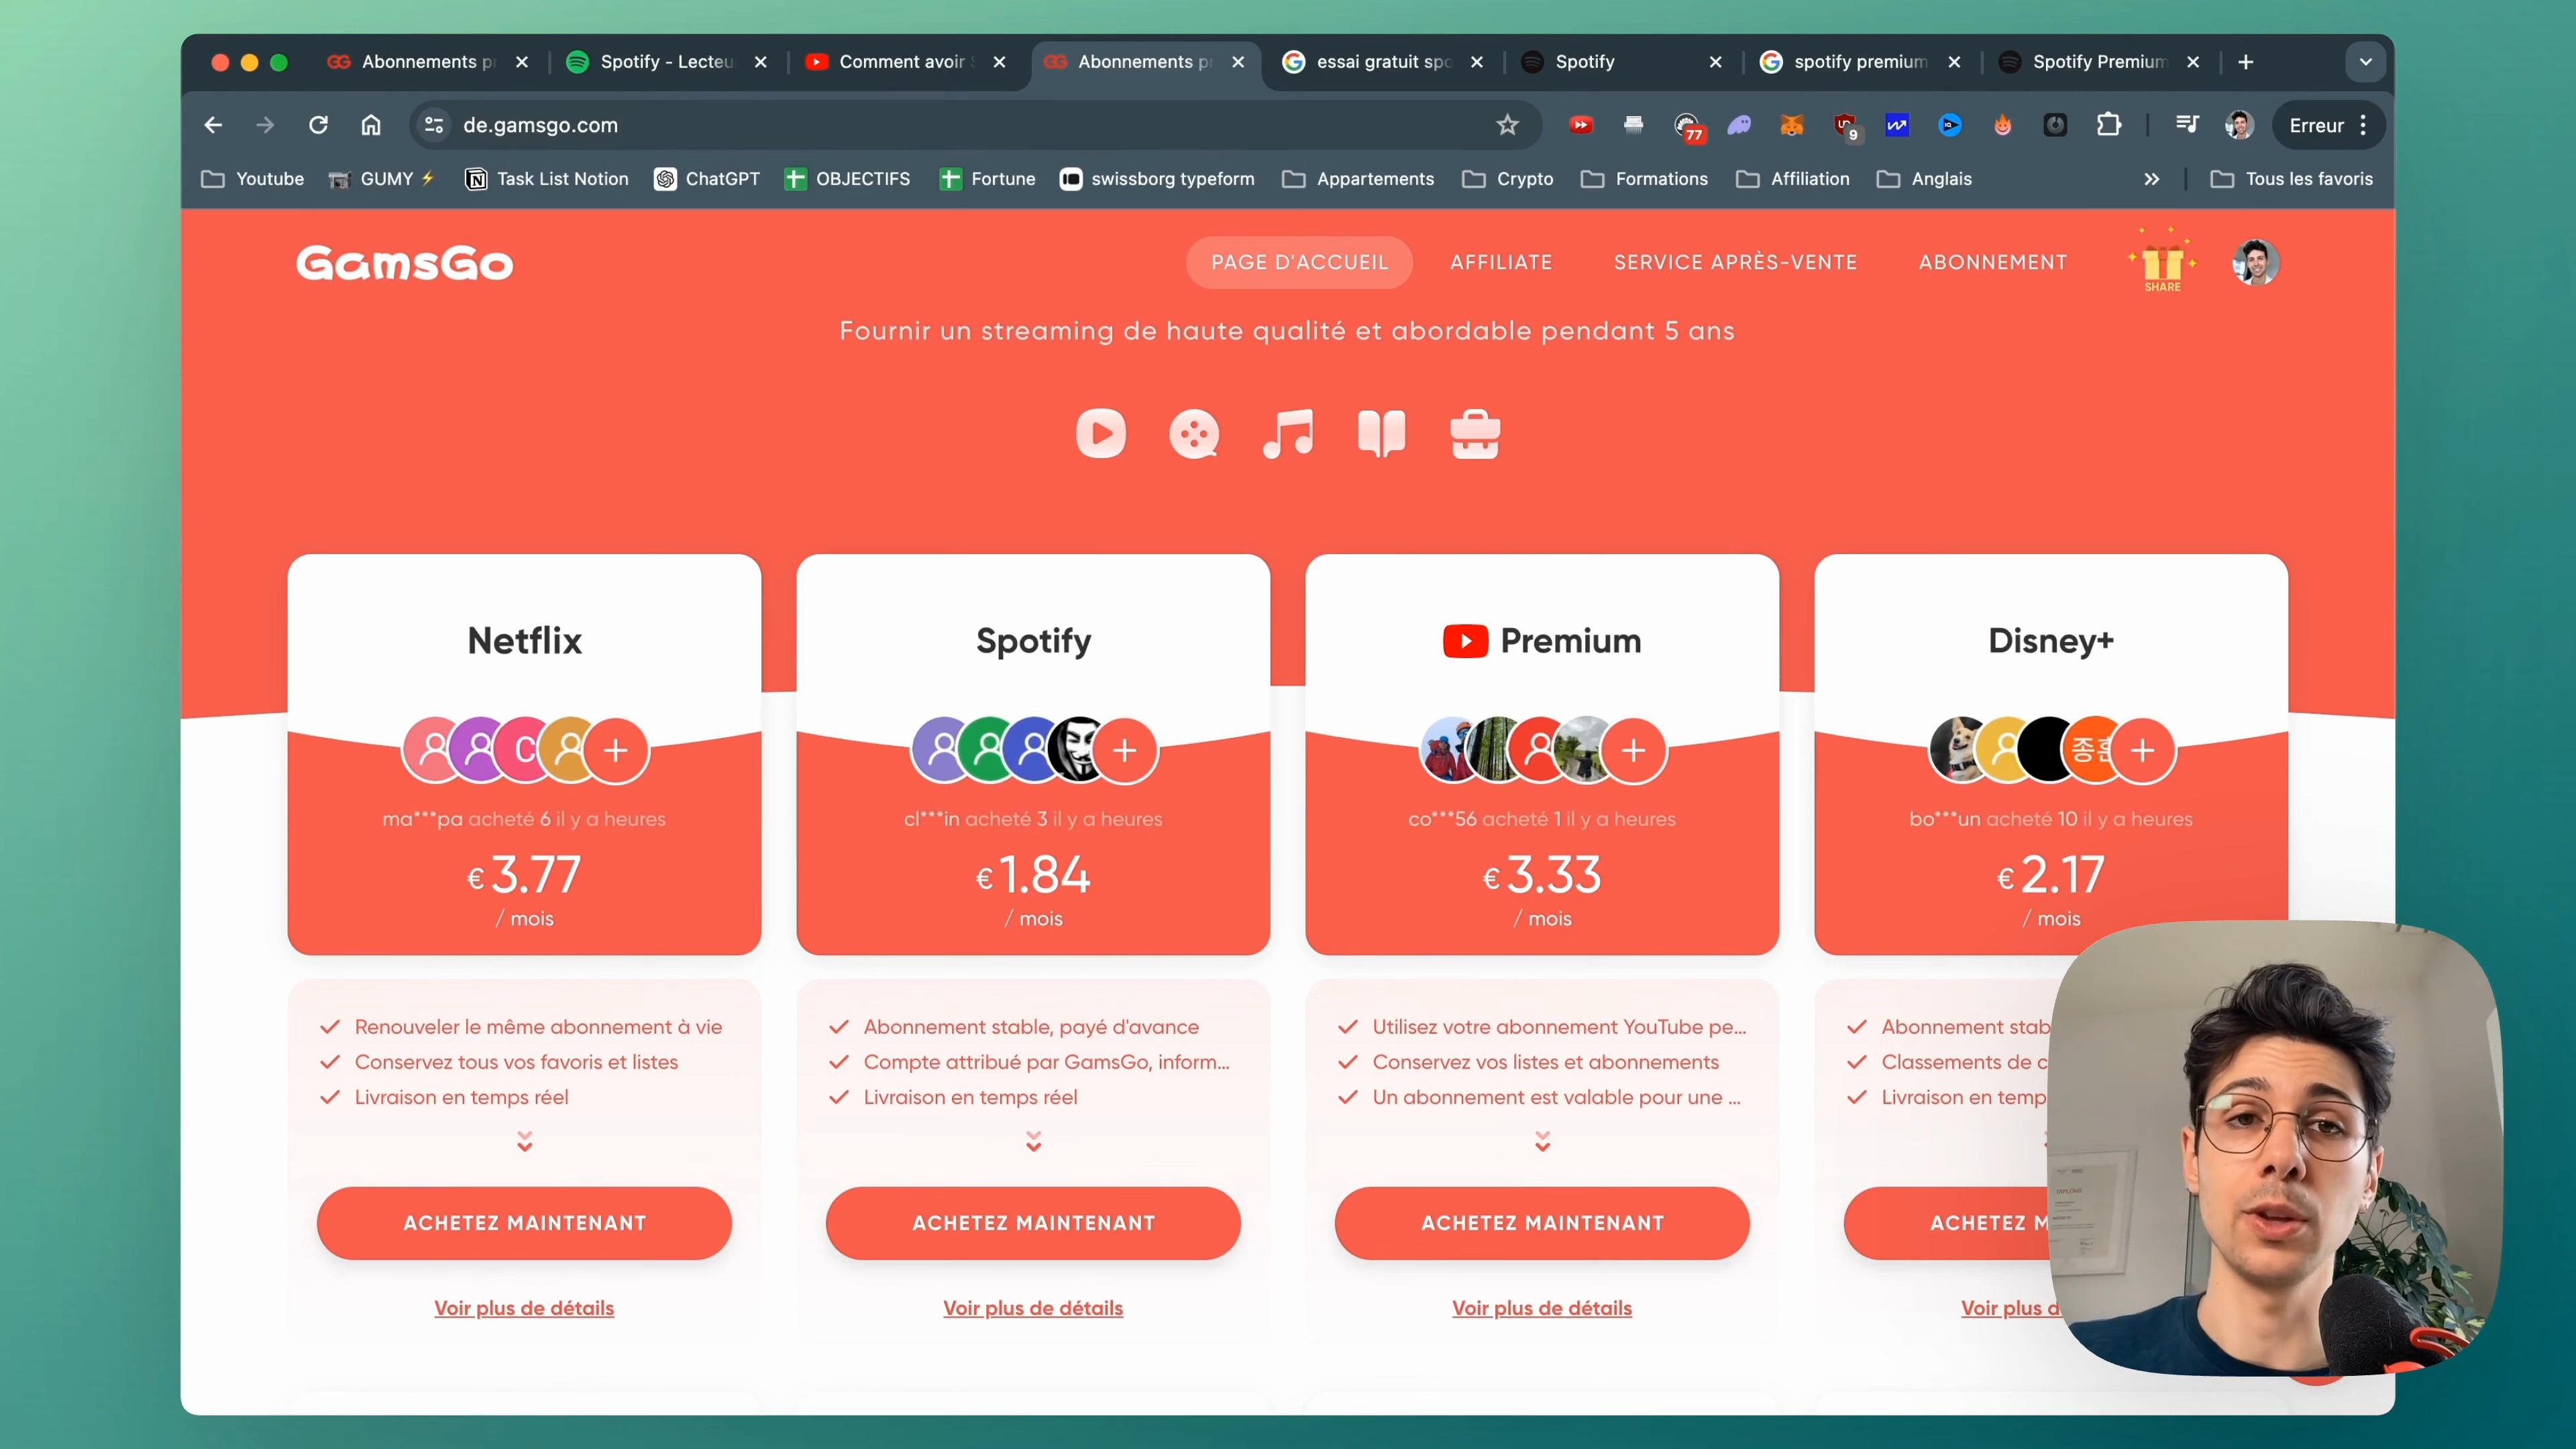 Abonnements p
Spotify - Lecteu
Comment avoir
Abonnements p
essai gratuit spo
Spotify
spotify premium
Spotify Premium
de.gamsgo.com
77
9
Erreur
Youtube
GUMY
Task List Notion
ChatGPT
OBJECTIFS
Fortune
swissborg typeform
Appartements
Crypto
Formations
Affiliation
Anglais
Tous les favoris
GamsGo
PAGE D'ACCUEIL
AFFILIATE
SERVICE APRÈS-VENTE
ABONNEMENT
SHARE
Fournir un streaming de haute qualité et abordable pendant 5 ans
Netflix
C
ma***pa acheté 6 il y a heures
€ 3.77
/ mois
Renouveler le même abonnement à vie
Conservez tous vos favoris et listes
Livraison en temps réel
ACHETEZ MAINTENANT
Voir plus de détails
Spotify
cl***in acheté 3 il y a heures
€ 1.84
/ mois
Abonnement stable, payé d'avance
Compte attribué par GamsGo, inform...
Livraison en temps réel
ACHETEZ MAINTENANT
Voir plus de détails
Premium
co***56 acheté 1 il y a heures
€ 3.33
/ mois
Utilisez votre abonnement YouTube pe...
Conservez vos listes et abonnements
Un abonnement est valable pour une ...
ACHETEZ MAINTENANT
Voir plus de détails
Disney+
종훈
bo***un acheté 10 il y a heures
€ 2.17
/ mois
Abonnement stab
Classements de c
Livraison en temp
ACHETEZ M
Voir plus d